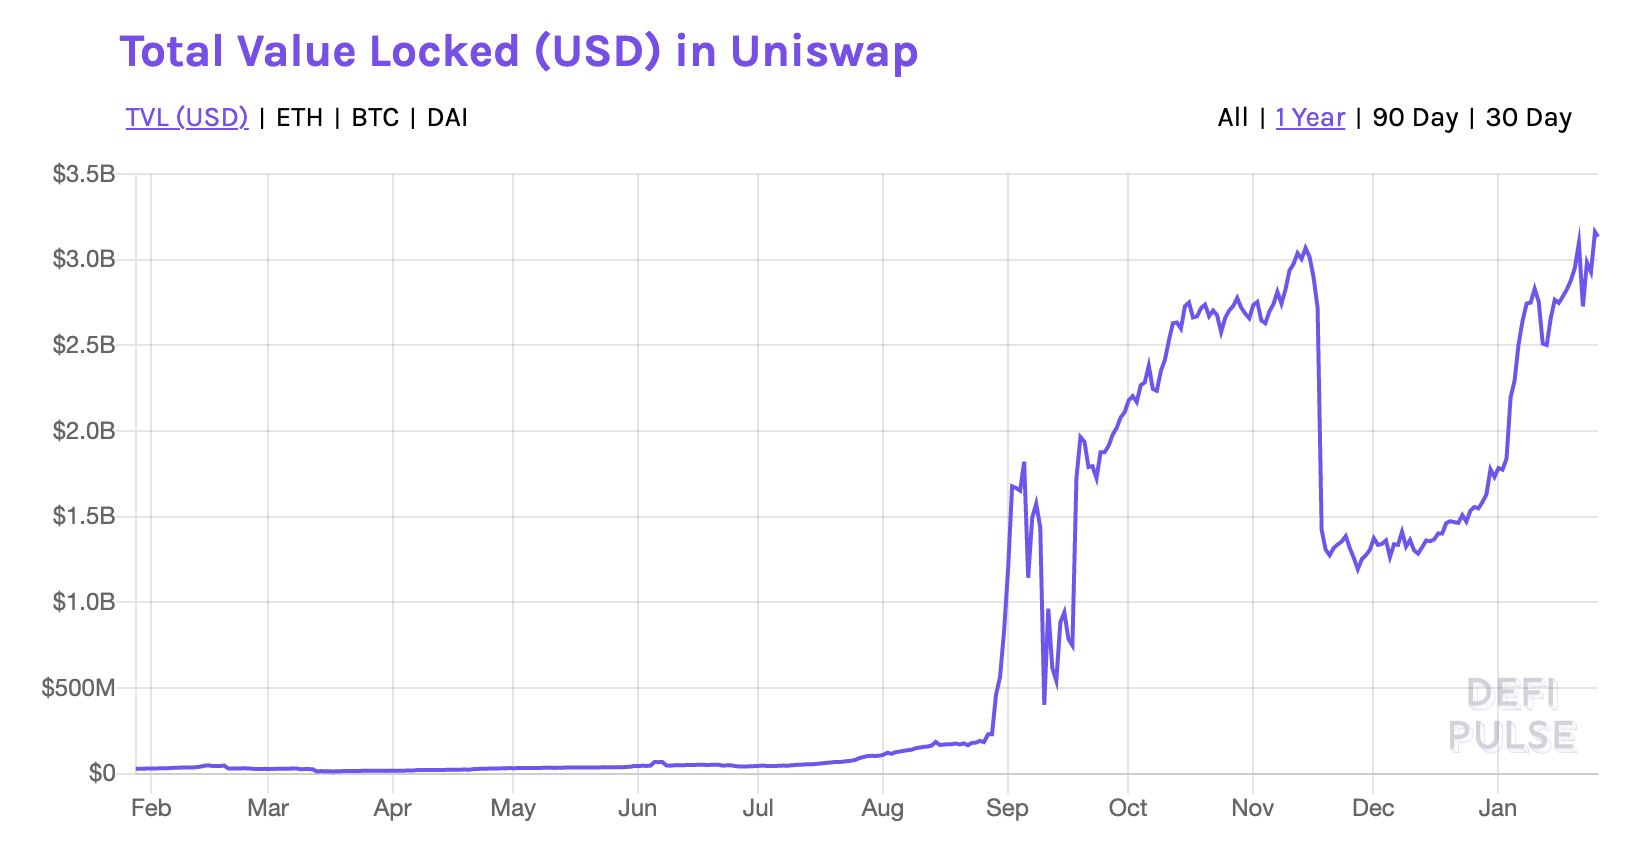 Total Value Locked (USD) in Uniswap
TVL (USD) | ETH | BTC | DAI
All | 1 Year | 90 Day | 30 Day
$3.5B
$3.0B
$2.5B
$2.0B
$1.5B
$1.0B
$500M
$0
DEFI
PULSE
Feb Mar Apr May Jun Jul Aug Sep Oct Nov Dec Jan